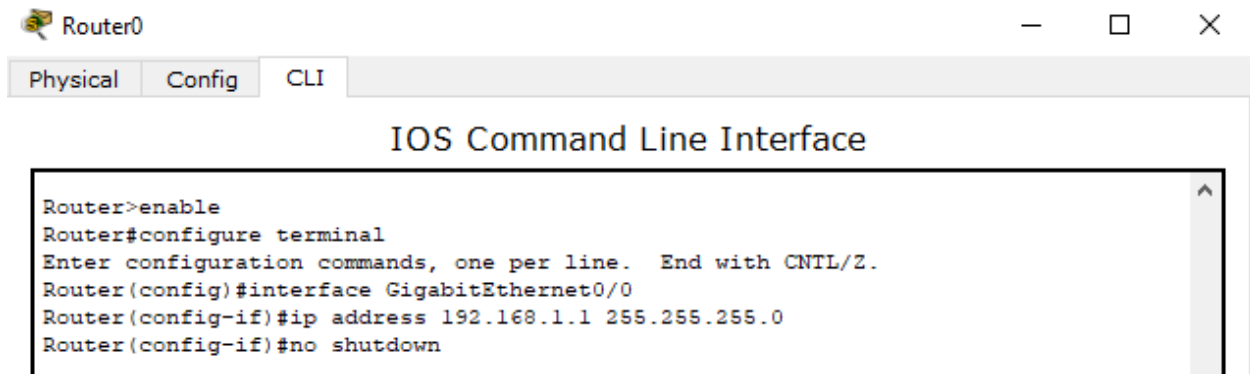 Router0
Physical Config CLI
IOS Command Line Interface
Router>enable
Router#configure terminal
Enter configuration commands, one per line.  End with CNTL/Z.
Router(config)#interface GigabitEthernet0/0
Router(config-if)#ip address 192.168.1.1 255.255.255.0
Router(config-if)#no shutdown